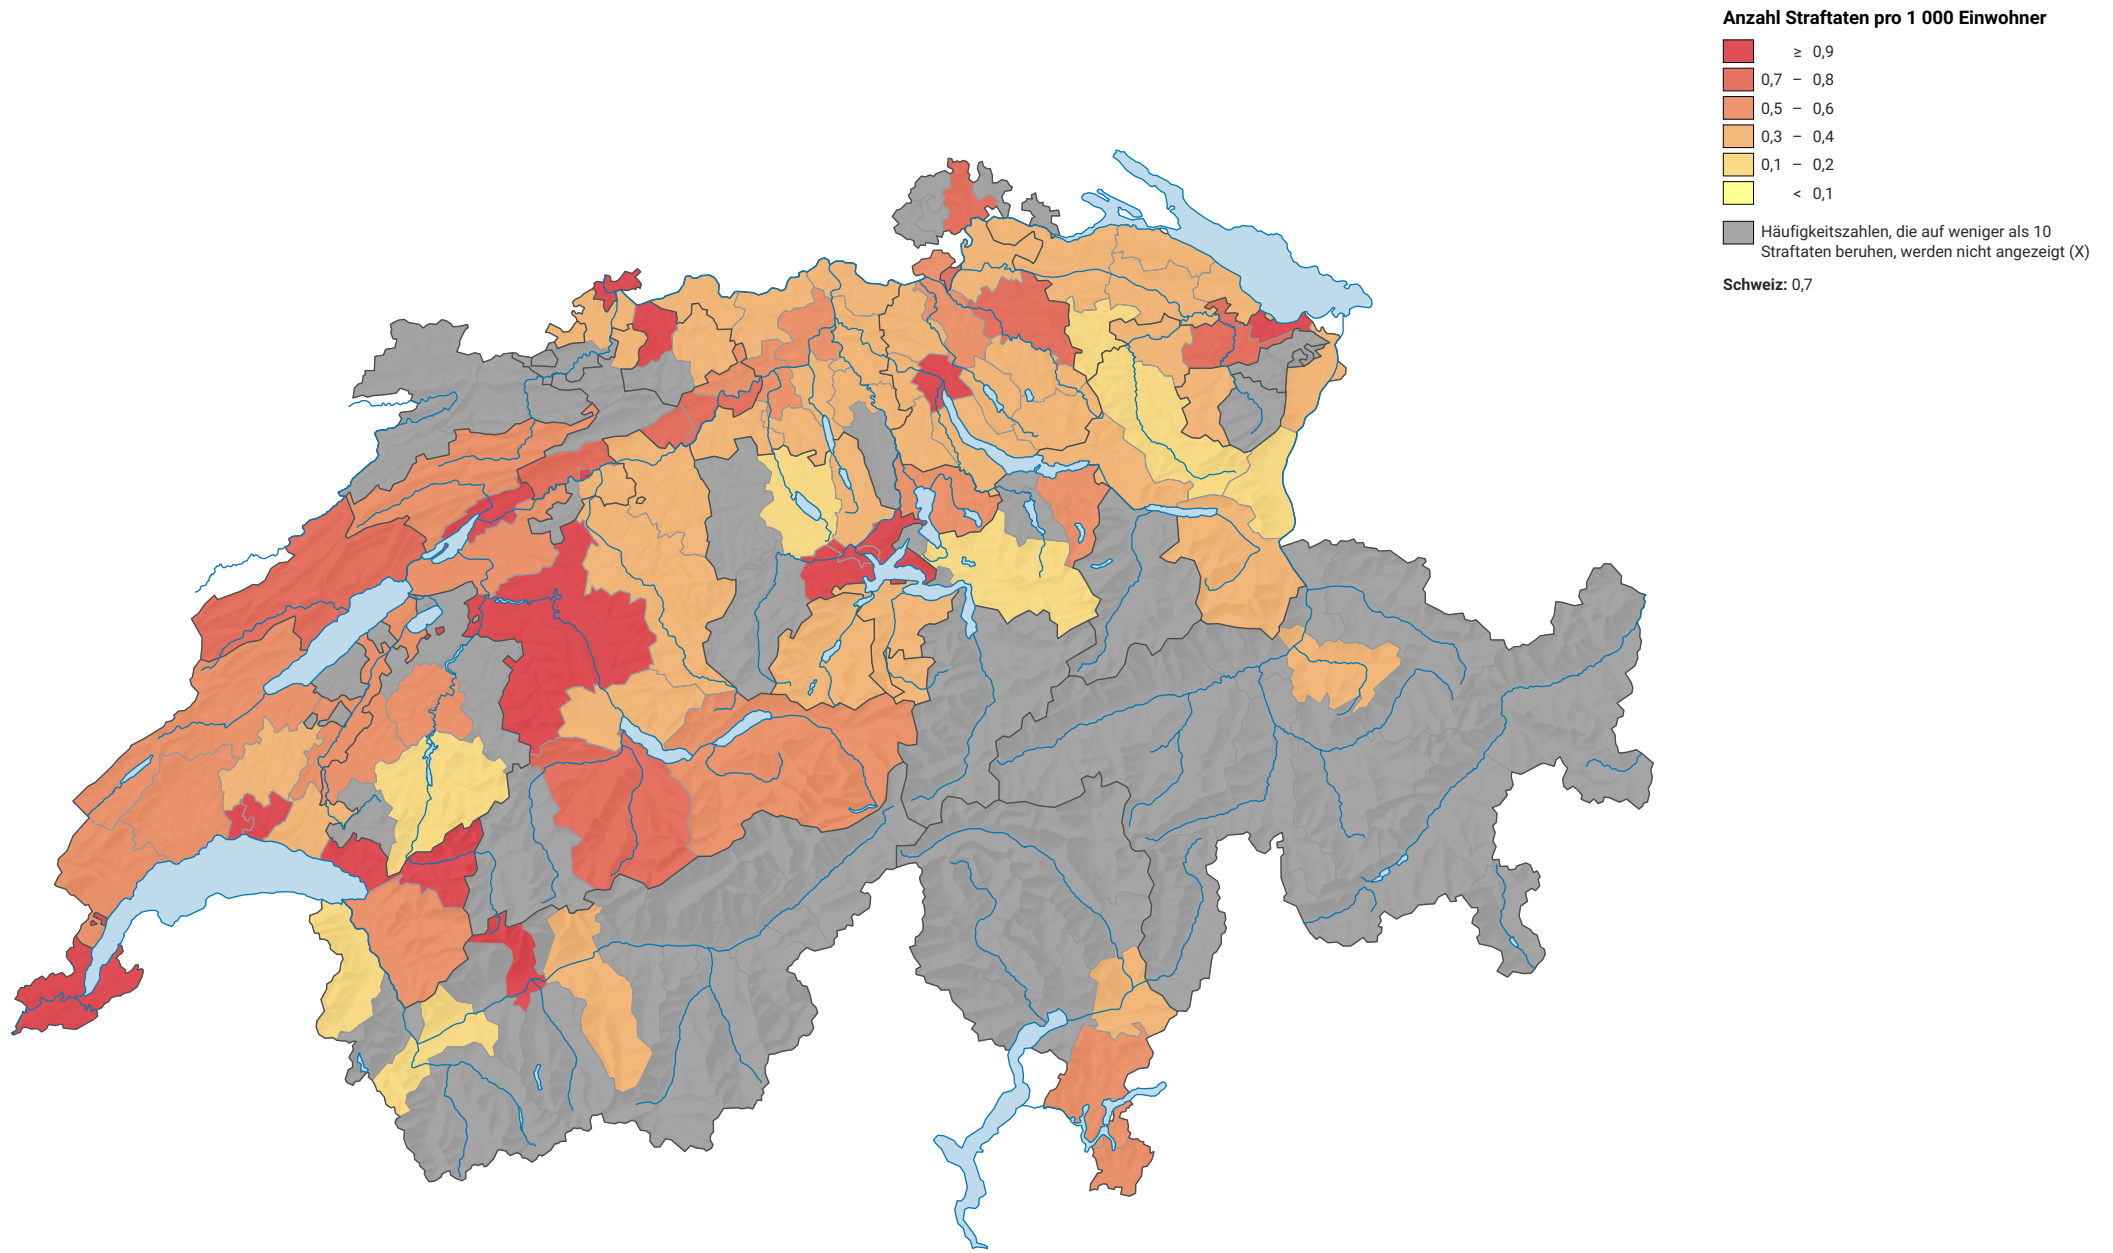 Anzahl Straftaten pro 1 000 Einwohner
≥ 0,9
0,7 – 0,8
0,5 – 0,6
0,3 – 0,4
0,1 – 0,2
< 0,1
Häufigkeitszahlen, die auf weniger als 10
Straftaten beruhen, werden nicht angezeigt (X)
Schweiz: 0,7